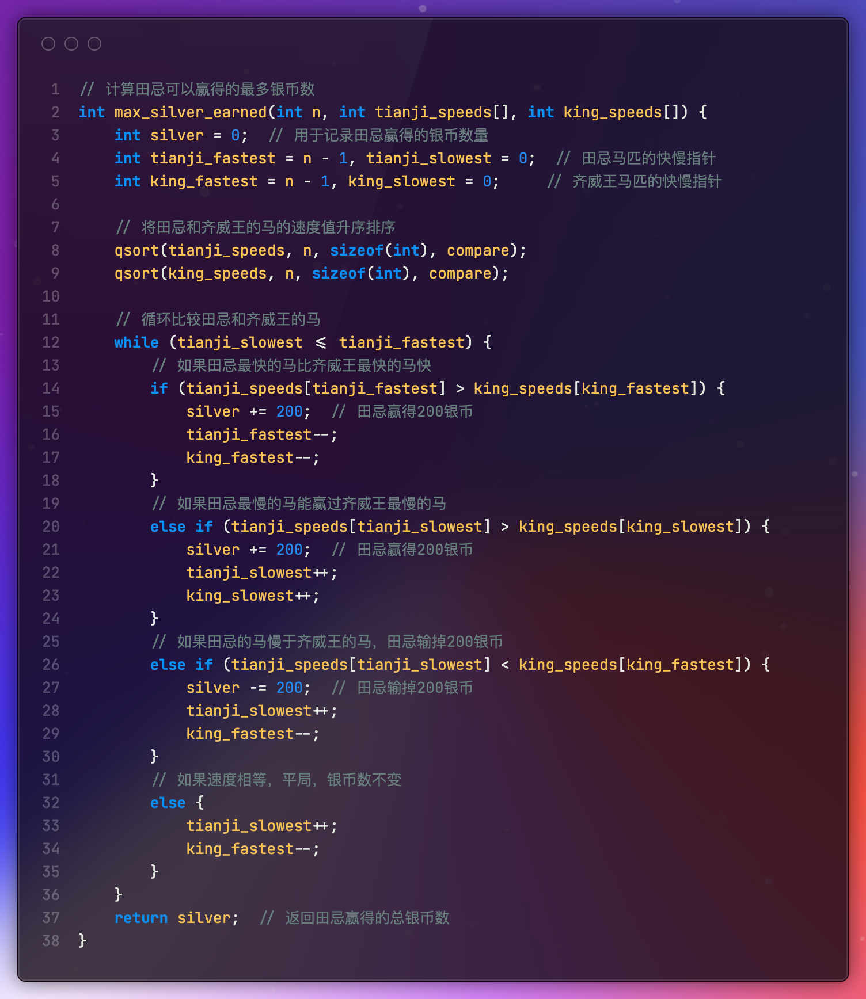 1 // 计算田忌可以赢得的最多银币数
2 int max_silver_earned(int n, int tianji_speeds[], int king_speeds[]) {
3     int silver = 0;  // 用于记录田忌赢得的银币数量
4     int tianji_fastest = n - 1, tianji_slowest = 0;  // 田忌马匹的快慢指针
5     int king_fastest = n - 1, king_slowest = 0;     // 齐威王马匹的快慢指针
6
7     // 将田忌和齐威王的马的速度值升序排序
8     qsort(tianji_speeds, n, sizeof(int), compare);
9     qsort(king_speeds, n, sizeof(int), compare);
10
11     // 循环比较田忌和齐威王的马
12     while (tianji_slowest <= tianji_fastest) {
13         // 如果田忌最快的马比齐威王最快的马快
14         if (tianji_speeds[tianji_fastest] > king_speeds[king_fastest]) {
15             silver += 200;  // 田忌赢得200银币
16             tianji_fastest--;
17             king_fastest--;
18         }
19         // 如果田忌最慢的马能赢过齐威王最慢的马
20         else if (tianji_speeds[tianji_slowest] > king_speeds[king_slowest]) {
21             silver += 200;  // 田忌赢得200银币
22             tianji_slowest++;
23             king_slowest++;
24         }
25         // 如果田忌的马慢于齐威王的马，田忌输掉200银币
26         else if (tianji_speeds[tianji_slowest] < king_speeds[king_fastest]) {
27             silver -= 200;  // 田忌输掉200银币
28             tianji_slowest++;
29             king_fastest--;
30         }
31         // 如果速度相等，平局，银币数不变
32         else {
33             tianji_slowest++;
34             king_fastest--;
35         }
36     }
37     return silver;  // 返回田忌赢得的总银币数
38 }